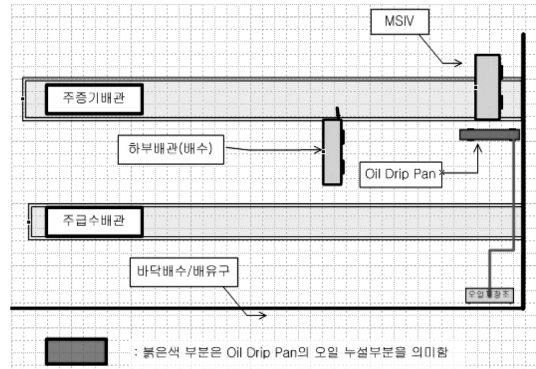 MSIV
주증기배관
하부배관(배수)
Oil Drip Pan
주급수배관
바닥배수/배유구
: 붉은색 부분은 Oil Drip Pan의 오일 누설부분을 의미함